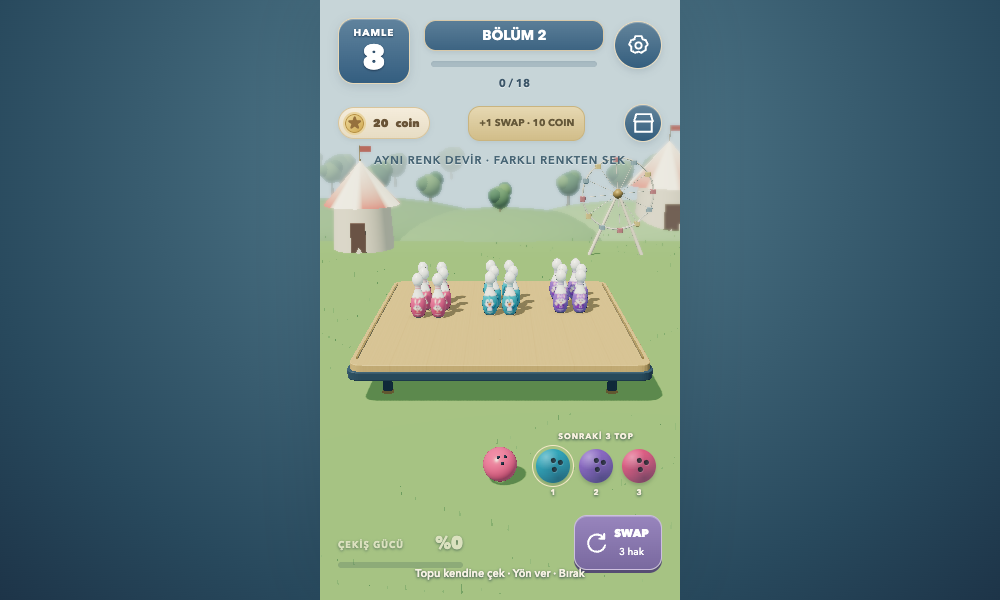 HAMLE
8
BÖLÜM 2
0 / 18
20 coin
+1 SWAP · 10 COIN
AYNI RENK DEVİR · FARKLI RENKTEN SEK
SONRAKİ 3 TOP
1
2
3
ÇEKİŞ GÜCÜ
%0
SWAP
3 hak
Topu kendine çek · Yön ver · Bırak